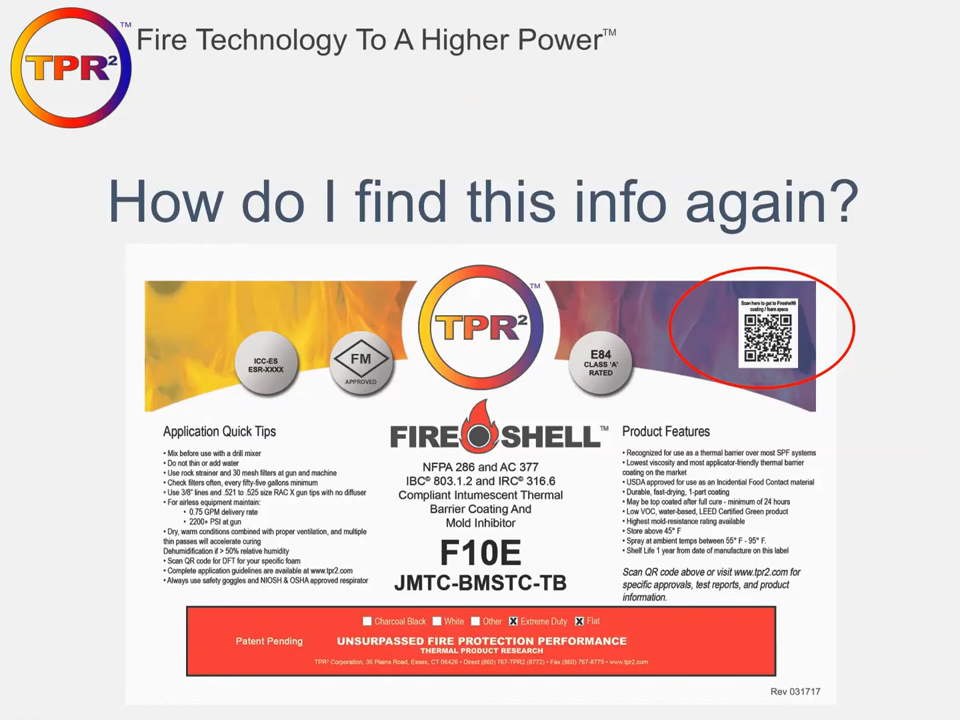 TPR²™
Fire Technology To A Higher Power™
How do I find this info again?
Scan here to get to Fireshell®
coating / foam specs
TPR²™
ICC-ES
ESR-XXXX
FM
APPROVED
E84
CLASS 'A'
RATED
Application Quick Tips
• Mix before use with a drill mixer
• Do not thin or add water
• Use rock strainer and 30 mesh filters at gun and machine
• Check filters often, every fifty-five gallons minimum
• Use 3/8" lines and .521 to .525 size RAC X gun tips with no diffuser
• For airless equipment maintain:
• 0.75 GPM delivery rate
• 2200+ PSI at gun
• Dry, warm conditions combined with proper ventilation, and multiple
thin passes will accelerate curing
Dehumidification if > 50% relative humidity
• Scan QR code for DFT for your specific foam
• Complete application guidelines are available at www.tpr2.com
• Always use safety goggles and NIOSH & OSHA approved respirator
FIRE SHELL™
NFPA 286 and AC 377
IBC® 803.1.2 and IRC® 316.6
Compliant Intumescent Thermal
Barrier Coating And
Mold Inhibitor
F10E
JMTC-BMSTC-TB
Product Features
• Recognized for use as a thermal barrier over most SPF systems
• Lowest viscosity and most applicator-friendly thermal barrier
coating on the market
• USDA approved for use as an Incidential Food Contact material
• Durable, fast-drying, 1-part coating
• May be top coated after full cure - minimum of 24 hours
• Low VOC, water-based, LEED Certified Green product
• Highest mold-resistance rating available
• Store above 45° F
• Spray at ambient temps between 55° F - 95° F.
• Shelf Life 1 year from date of manufacture on this label
Scan QR code above or visit www.tpr2.com for
specific approvals, test reports, and product
information.
Charcoal Black White Other X Extreme Duty X Flat
Patent Pending
UNSURPASSED FIRE PROTECTION PERFORMANCE
THERMAL PRODUCT RESEARCH
TPR² Corporation, 36 Plains Road, Essex, CT 06426 • Direct (860) 767-TPR2 (8772) • Fax (860) 767-8779 • www.tpr2.com
Rev 031717